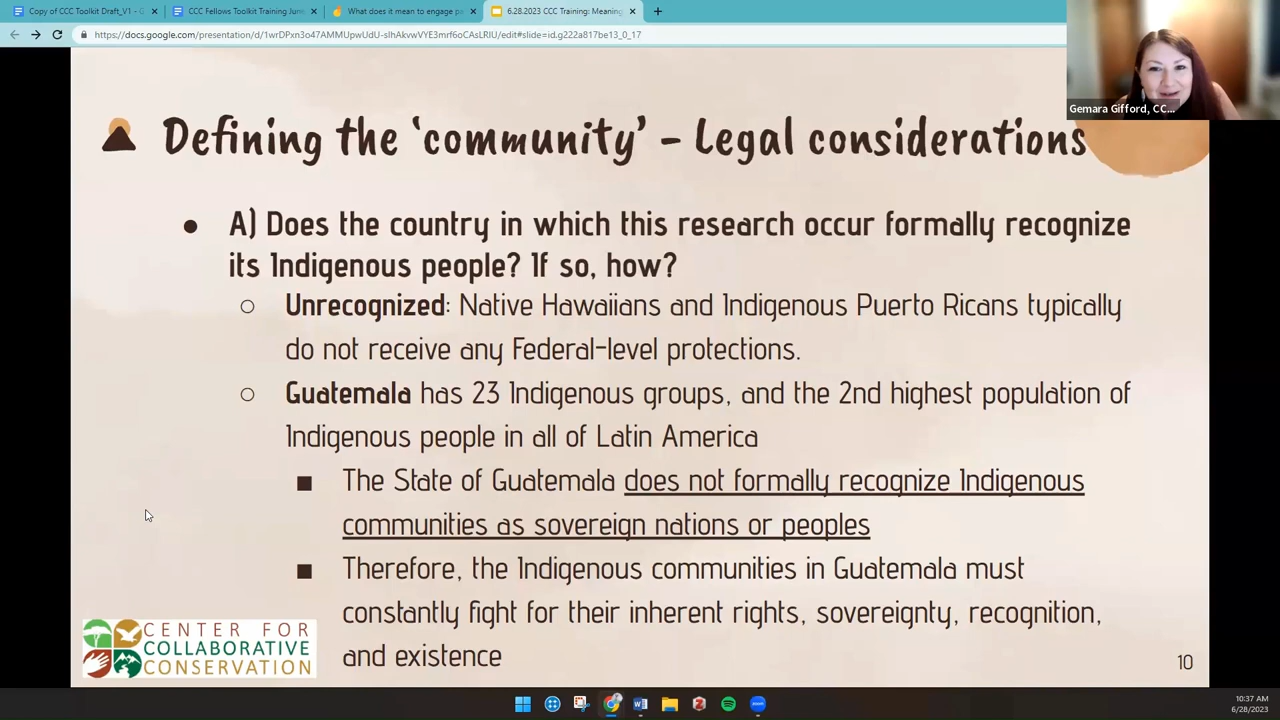 Copy of CCC Toolkit Draft_V1 - G
CCC Fellows Toolkit Training Juni
What does it mean to engage pe
6.28.2023 CCC Training: Meaning
https://docs.google.com/presentation/d/1wrDPxn3o47AMMUpwUdU-slhAkvwVYE3mrf6oCAsLRIU/edit#slide=id.g222a817be13_0_17
Gemara Gifford, CC...
Defining the ‘community’ - Legal considerations
● A) Does the country in which this research occur formally recognize
its Indigenous people? If so, how?
○ Unrecognized: Native Hawaiians and Indigenous Puerto Ricans typically
do not receive any Federal-level protections.
○ Guatemala has 23 Indigenous groups, and the 2nd highest population of
Indigenous people in all of Latin America
■ The State of Guatemala does not formally recognize Indigenous
communities as sovereign nations or peoples
■ Therefore, the Indigenous communities in Guatemala must
constantly fight for their inherent rights, sovereignty, recognition,
and existence
CENTER FOR
COLLABORATIVE
CONSERVATION
10
10:37 AM
6/28/2023